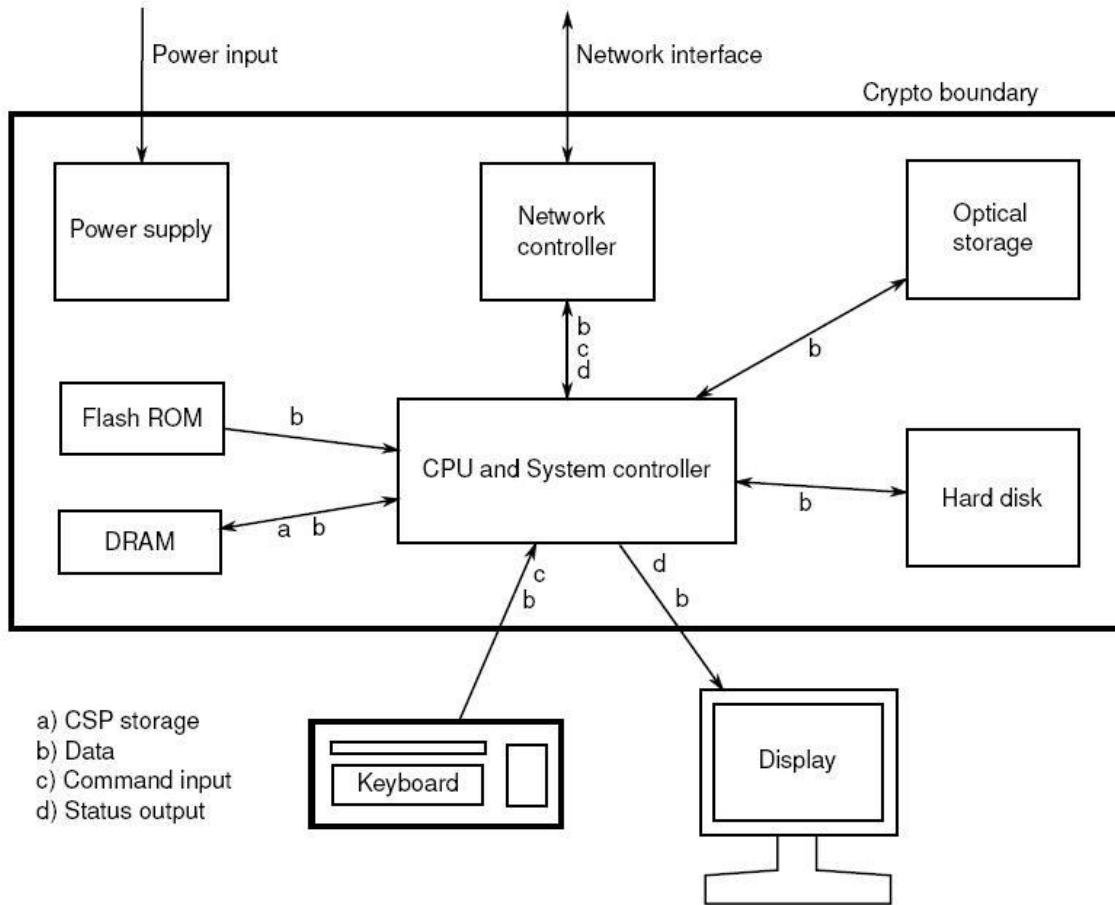 Power input
Network interface
Crypto boundary
Power supply
Network
controller
Optical
storage
b
c
d
b
Flash ROM
b
CPU and System controller
b
Hard disk
DRAM
a b
c
b
d
b
a) CSP storage
b) Data
c) Command input
d) Status output
Keyboard
Display